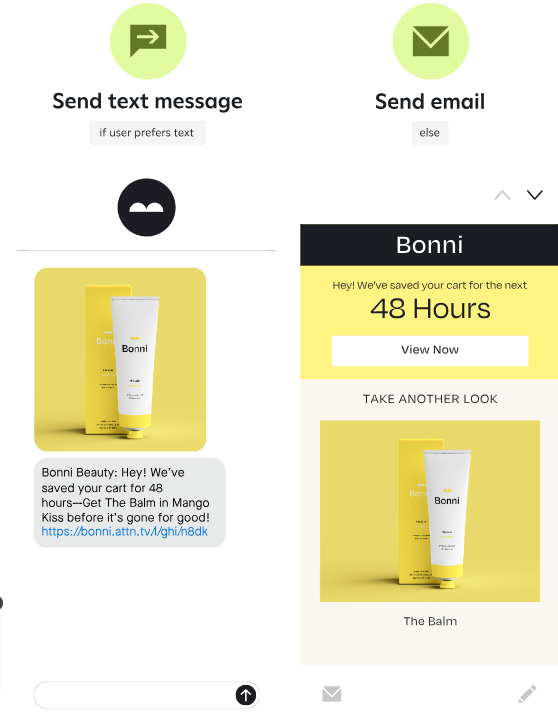 Send text message
if user prefers text
Bonni
Bonni
Bonni Beauty: Hey! We've
saved your cart for 48
hours—Get The Balm in Mango
Kiss before it's gone for good!
https://bonni.attn.tv/l/ghi/n8dk
Send email
else
Bonni
Hey! We've saved your cart for the next
48 Hours
View Now
TAKE ANOTHER LOOK
Bonni
The Balm